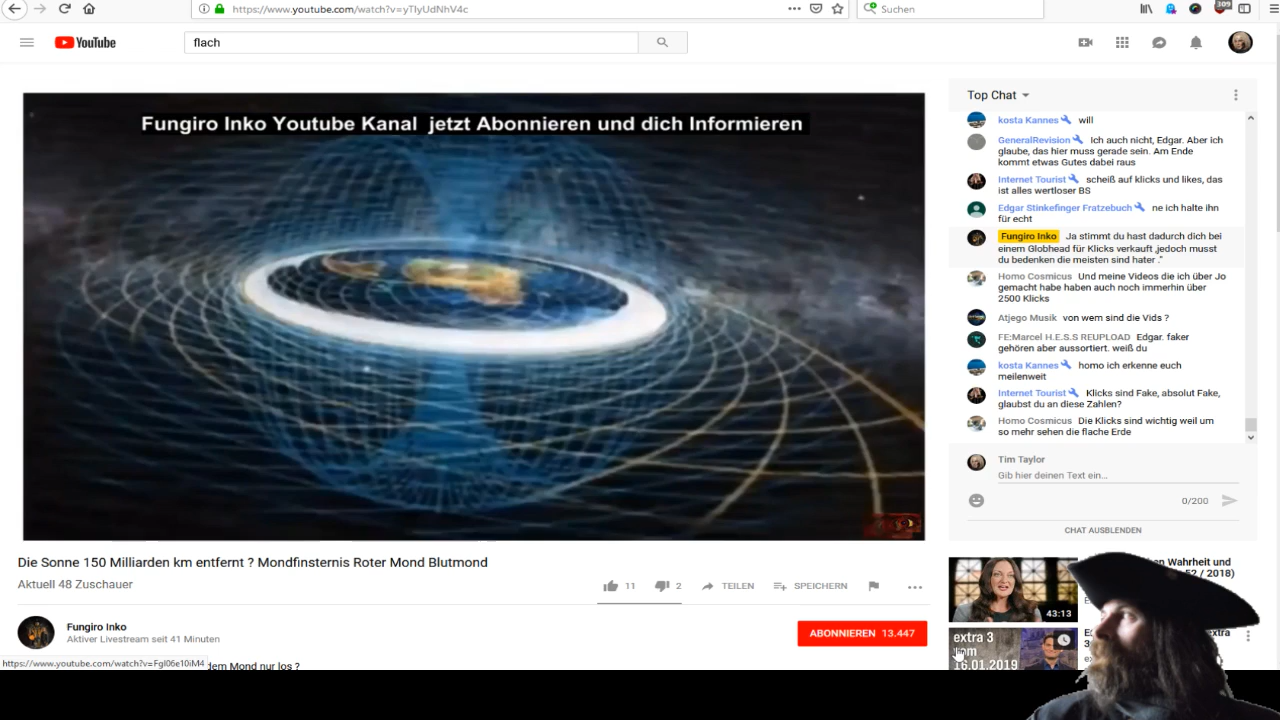 https://www.youtube.com/watch?v=yTIyUdNhV4c
Suchen
309
YouTube
flach
Fungiro Inko Youtube Kanal jetzt Abonnieren und dich Informieren
Top Chat
kosta Kannes will
GeneralRevision Ich auch nicht, Edgar. Aber ich
glaube, das hier muss gerade sein. Am Ende
kommt etwas Gutes dabei raus
Internet Tourist scheiß auf klicks und likes, das
ist alles wertloser BS
Edgar Stinkefinger Fratzebuch ne ich halte ihn
für echt
Fungiro Inko Ja stimmt du hast dadurch dich bei
einem Globhead für Klicks verkauft ,jedoch musst
du bedenken die meisten sind hater ."
Homo Cosmicus Und meine Videos die ich über Jo
gemacht habe haben auch noch immerhin über
2500 Klicks
Atjego Musik von wem sind die Vids ?
FE:Marcel H.E.S.S REUPLOAD Edgar. faker
gehören aber aussortiert. weiß du
kosta Kannes homo ich erkenne euch
meilenweit
Internet Tourist Klicks sind Fake, absolut Fake,
glaubst du an diese Zahlen?
Homo Cosmicus Die Klicks sind wichtig weil um
so mehr sehen die flache Erde
Tim Taylor
Gib hier deinen Text ein...
0/200
CHAT AUSBLENDEN
Die Sonne 150 Milliarden km entfernt ? Mondfinsternis Roter Mond Blutmond
Aktuell 48 Zuschauer
11
2
TEILEN
SPEICHERN
Fungiro Inko
Aktiver Livestream seit 41 Minuten
ABONNIEREN 13.447
Wahrheit und
52 / 2018)
43:13
extra 3
vom
16.01.2019
xtra
https://www.youtube.com/watch?v=FgI06e10iM4
dem Mond nur los ?